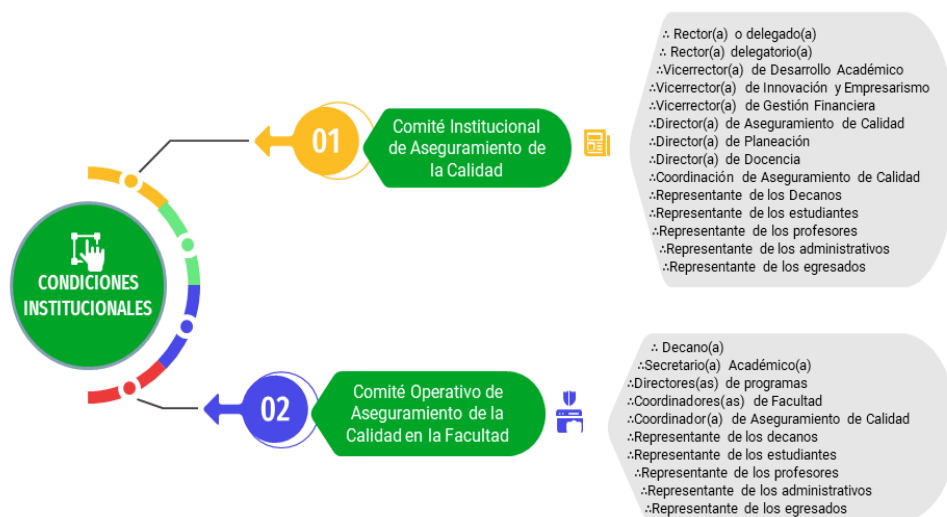 CONDICIONES
INSTITUCIONALES
01
Comité Institucional
de Aseguramiento de
la Calidad
∴ Rector(a) o delegado(a)
∴ Rector(a) delegatorio(a)
∴Vicerrector(a) de Desarrollo Académico
∴Vicerrector(a) de Innovación y Empresarismo
∴Vicerrector(a) de Gestión Financiera
∴Director(a) de Aseguramiento de Calidad
∴Director(a) de Planeación
∴Director(a) de Docencia
∴Coordinación de Aseguramiento de Calidad
∴Representante de los Decanos
∴Representante de los estudiantes
∴Representante de los profesores
∴Representante de los administrativos
∴Representante de los egresados
02
Comité Operativo de
Aseguramiento de la
Calidad en la Facultad
∴ Decano(a)
∴Secretario(a) Académico(a)
∴Directores(as) de programas
∴Coordinadores(as) de Facultad
∴Coordinador(a) de Aseguramiento de Calidad
∴Representante de los decanos
∴Representante de los estudiantes
∴Representante de los profesores
∴Representante de los administrativos
∴Representante de los egresados